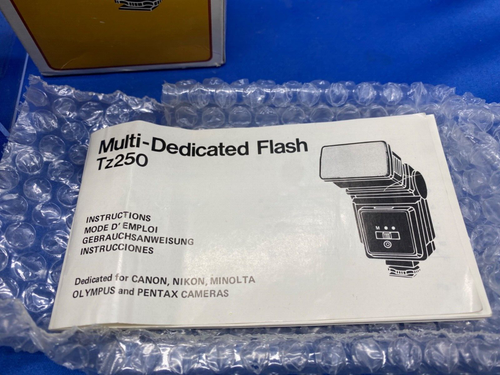 Multi-Dedicated Flash
Tz250
INSTRUCTIONS
MODE D'EMPLOI
GEBRAUCHSANWEISUNG
INSTRUCCIONES
Dedicated for CANON, NIKON, MINOLTA
OLYMPUS and PENTAX CAMERAS
M